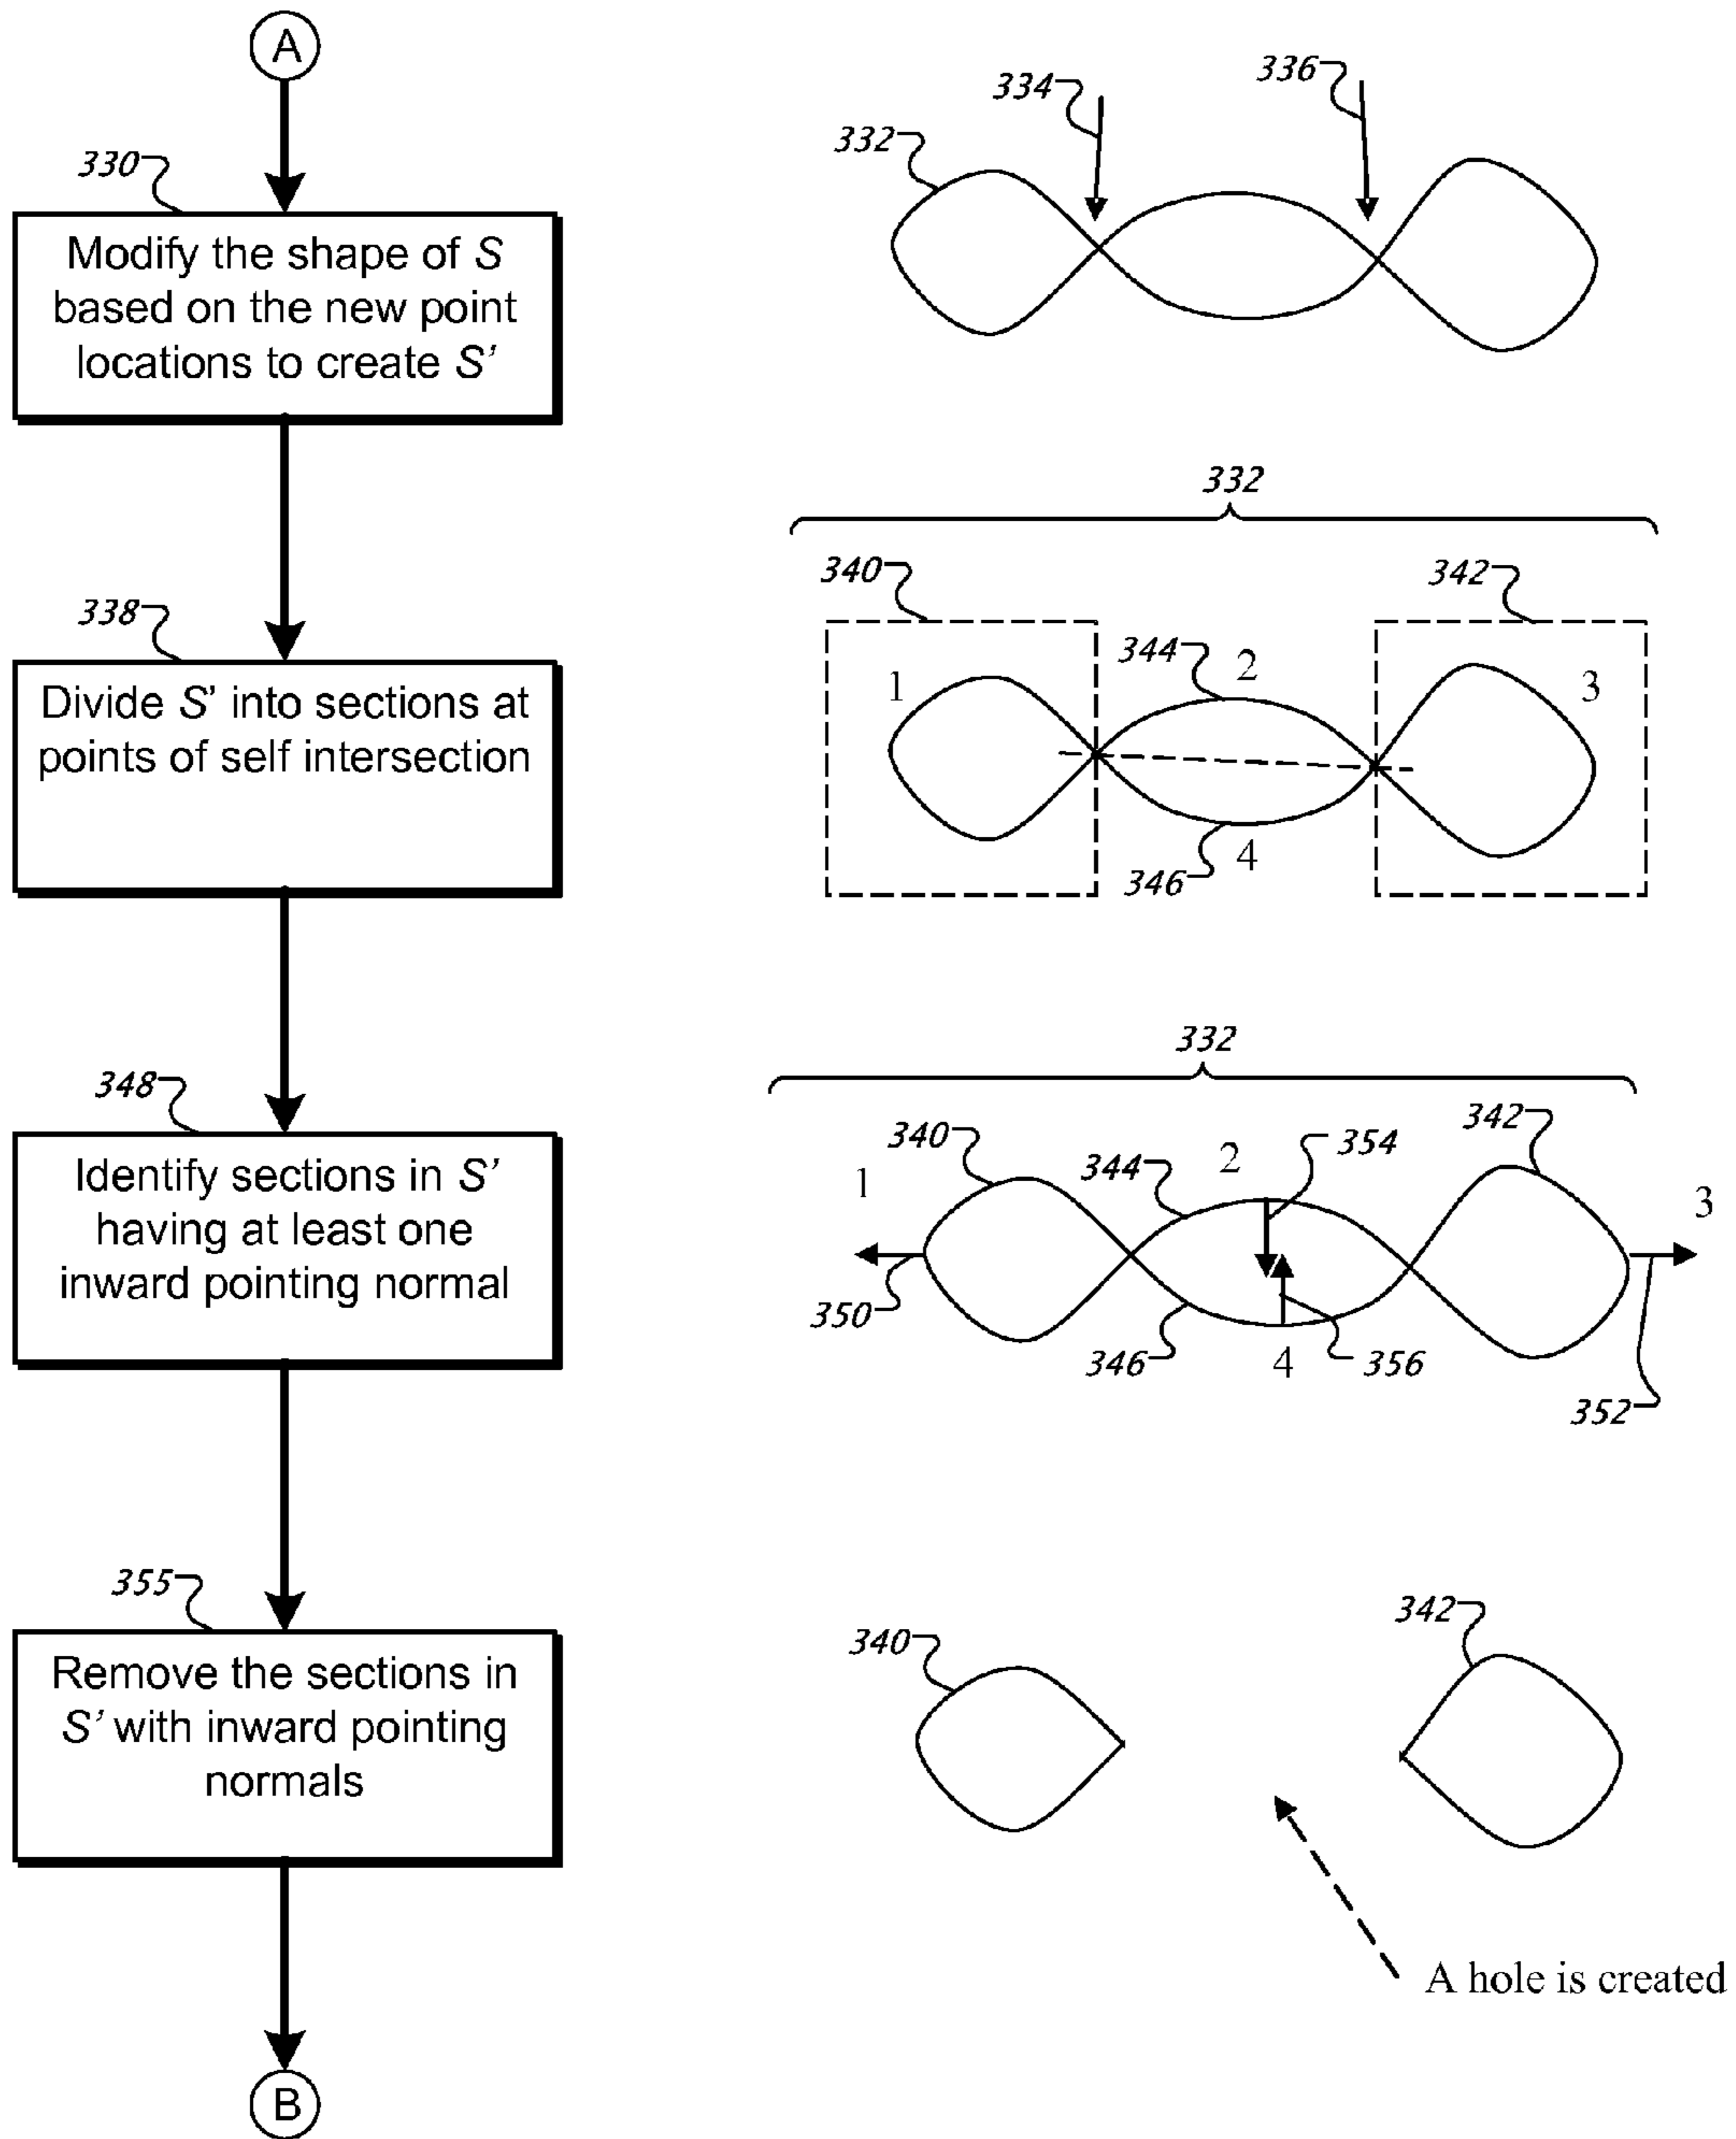 A
330
Modify the shape of S
based on the new point
locations to create S'
334
336
332
338
Divide S' into sections at
points of self intersection
332
340
342
1
344
2
3
346
4
348
Identify sections in S'
having at least one
inward pointing normal
332
340
342
1
344
2
354
3
350
346
4
356
352
355
Remove the sections in
S' with inward pointing
normals
340
342
A hole is created
B